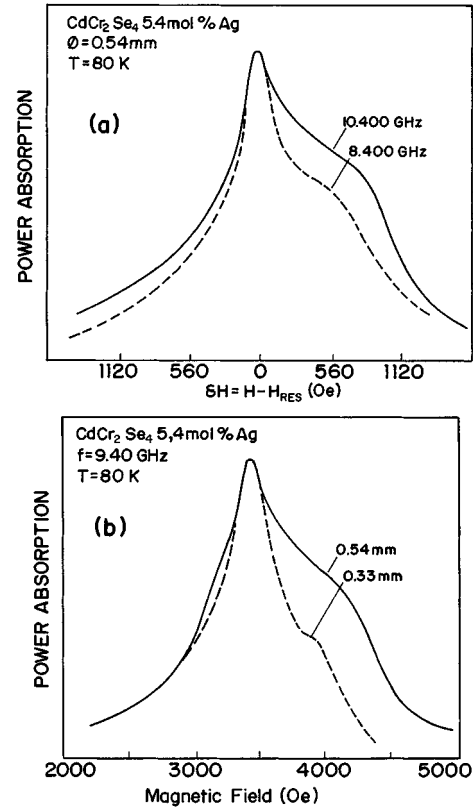 CdCr2 Se4 5.4mol % Ag
Ø=0.54mm
T=80 K
(a)
10.400 GHz
8.400 GHz
POWER ABSORPTION
1120 560 0 560 1120
δH = H-HRES (Oe)
CdCr2 Se4 5,4mol % Ag
f=9.40 GHz
T=80 K
(b)
0.54mm
0.33mm
POWER ABSORPTION
2000 3000 4000 5000
Magnetic Field (Oe)